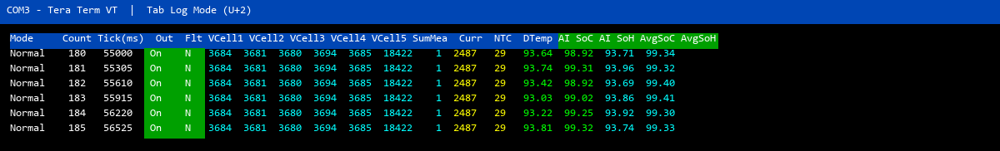 COM3 - Tera Term VT | Tab Log Mode (U+2)
Mode Count Tick(ms) Out Flt VCell1 VCell2 VCell3 VCell4 VCell5 SumMea Curr NTC DTemp AI SoC AI SoH AvgSoC AvgSoH
Normal 180 55000 On N 3684 3681 3680 3694 3685 18422 1 2487 29 93.64 98.92 93.71 99.34
Normal 181 55305 On N 3684 3681 3680 3694 3685 18422 1 2487 29 93.74 99.31 93.96 99.32
Normal 182 55610 On N 3684 3681 3680 3694 3685 18422 1 2487 29 93.42 98.92 93.69 99.40
Normal 183 55915 On N 3684 3681 3680 3694 3685 18422 1 2487 29 93.03 99.02 93.86 99.41
Normal 184 56220 On N 3684 3681 3680 3694 3685 18422 1 2487 29 93.22 99.25 93.92 99.30
Normal 185 56525 On N 3684 3681 3680 3694 3685 18422 1 2487 29 93.81 99.32 93.74 99.33